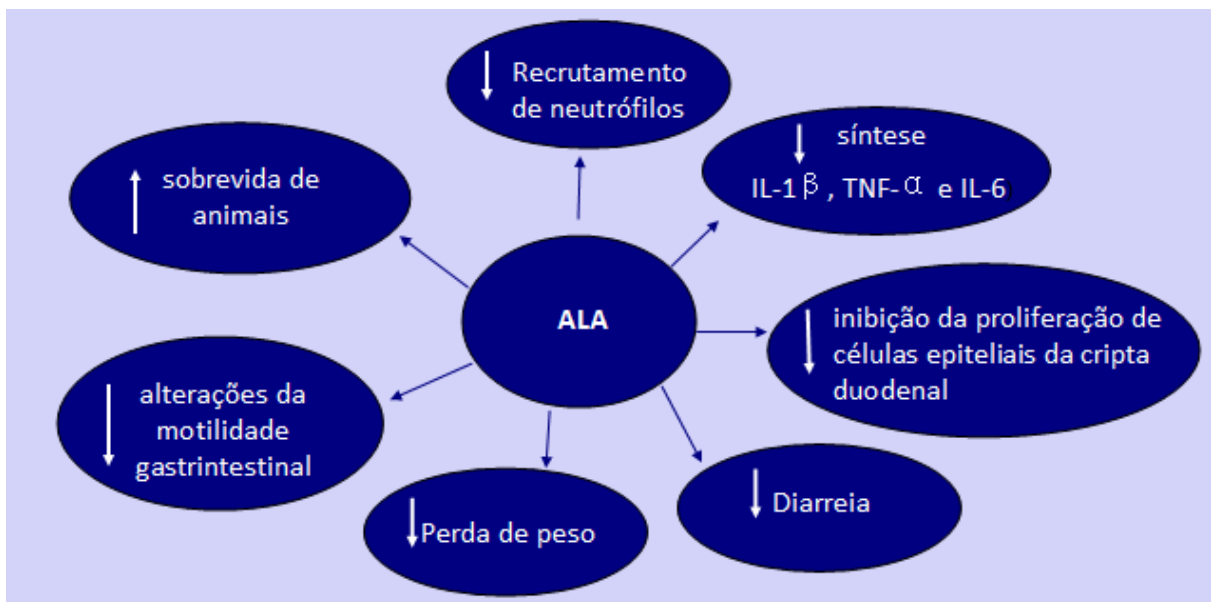 ↓ Recrutamento
de neutrófilos
↓ síntese
IL-1β , TNF-α e IL-6)
↑ sobrevida de
animais
ALA
↓ inibição da proliferação de
células epiteliais da cripta
duodenal
↓ alterações da
motilidade
gastrintestinal
↓ Diarreia
↓ Perda de peso